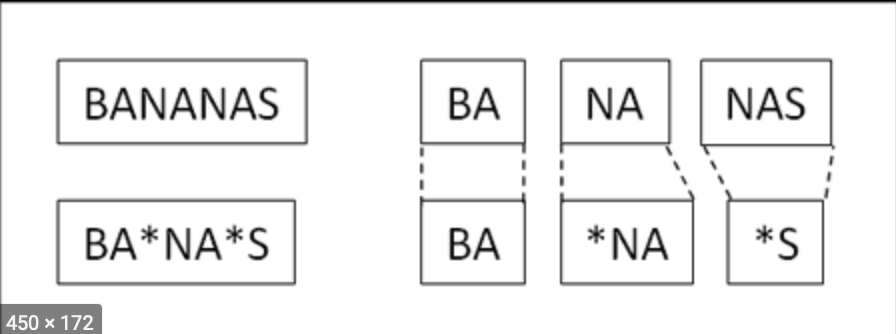 BANANAS BA NA NAS
BA*NA*S BA *NA *S
450 × 172